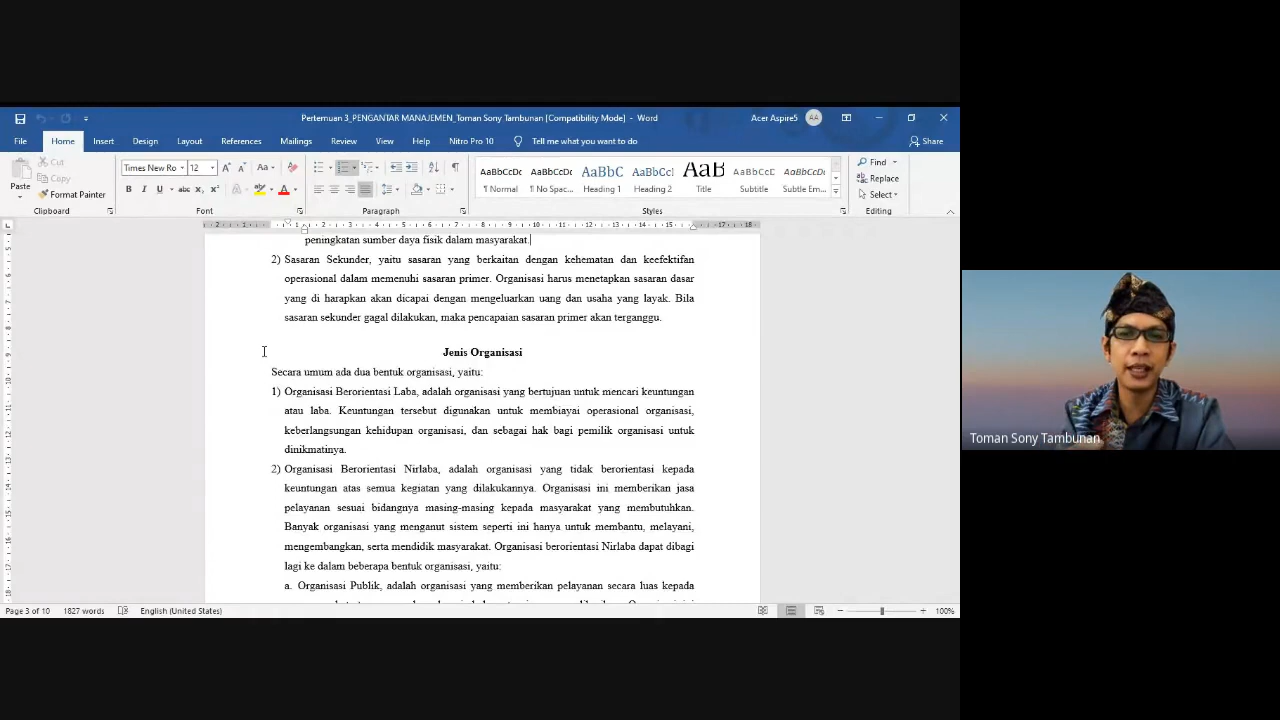 Pertemuan 3_PENGANTAR MANAJEMEN_Toman Sony Tambunan [Compatibility Mode] - Word
Acer Aspire5
AA
File Home Insert Design Layout References Mailings Review View Help Nitro Pro 10 Tell me what you want to do Share
Paste
Cut
Copy
Format Painter
Clipboard
Times New Ro 12
Font
Paragraph
AaBbCcDc AaBbCcDc AaBbC AaBbCcI AaB AaBbCcD AaBbCcDc
¶ Normal ¶ No Spac... Heading 1 Heading 2 Title Subtitle Subtle Em...
Styles
Find
Replace
Select
Editing
peningkatan sumber daya fisik dalam masyarakat.
2) Sasaran Sekunder, yaitu sasaran yang berkaitan dengan kehematan dan keefektifan
operasional dalam memenuhi sasaran primer. Organisasi harus menetapkan sasaran dasar
yang di harapkan akan dicapai dengan mengeluarkan uang dan usaha yang layak. Bila
sasaran sekunder gagal dilakukan, maka pencapaian sasaran primer akan terganggu.
Jenis Organisasi
Secara umum ada dua bentuk organisasi, yaitu:
1) Organisasi Berorientasi Laba, adalah organisasi yang bertujuan untuk mencari keuntungan
atau laba. Keuntungan tersebut digunakan untuk membiayai operasional organisasi,
keberlangsungan kehidupan organisasi, dan sebagai hak bagi pemilik organisasi untuk
dinikmatinya.
2) Organisasi Berorientasi Nirlaba, adalah organisasi yang tidak berorientasi kepada
keuntungan atas semua kegiatan yang dilakukannya. Organisasi ini memberikan jasa
pelayanan sesuai bidangnya masing-masing kepada masyarakat yang membutuhkan.
Banyak organisasi yang menganut sistem seperti ini hanya untuk membantu, melayani,
mengembangkan, serta mendidik masyarakat. Organisasi berorientasi Nirlaba dapat dibagi
lagi ke dalam beberapa bentuk organisasi, yaitu:
a. Organisasi Publik, adalah organisasi yang memberikan pelayanan secara luas kepada
Page 3 of 10 1827 words English (United States) 100%
Toman Sony Tambunan